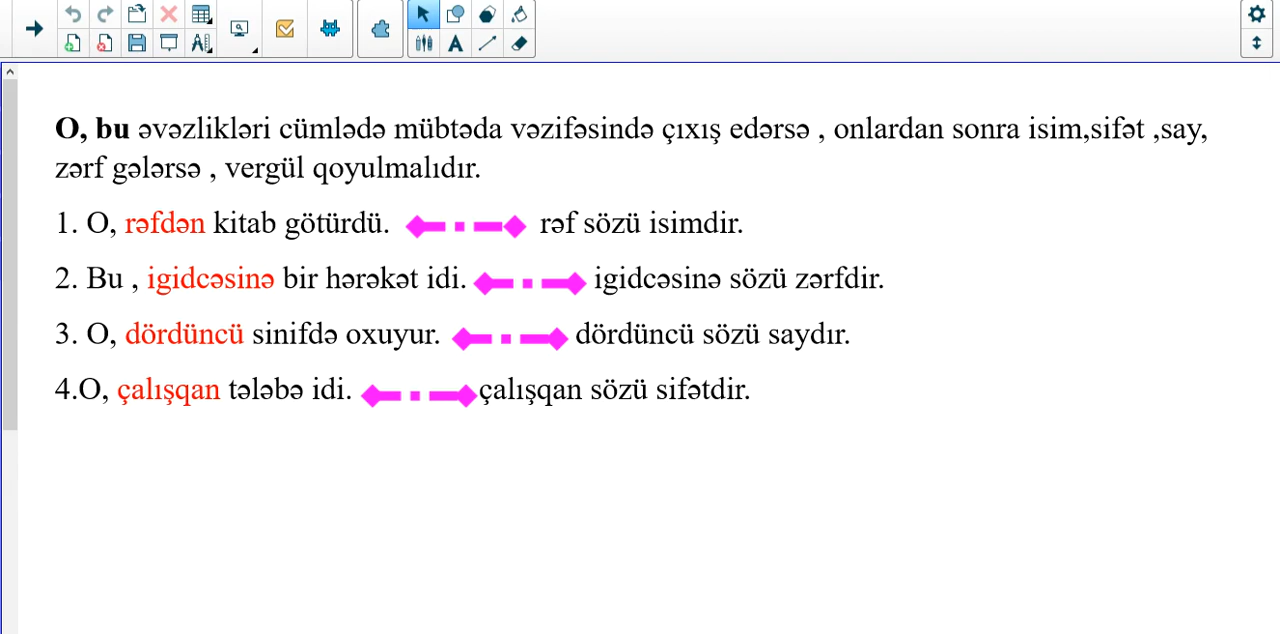 O, bu əvəzlikləri cümlədə mübtəda vəzifəsində çıxış edərsə , onlardan sonra isim,sifət ,say,
zərf gələrsə , vergül qoyulmalıdır.
1. O, rəfdən kitab götürdü. rəf sözü isimdir.
2. Bu , igidcəsinə bir hərəkət idi. igidcəsinə sözü zərfdir.
3. O, dördüncü sinifdə oxuyur. dördüncü sözü saydır.
4.O, çalışqan tələbə idi. çalışqan sözü sifətdir.